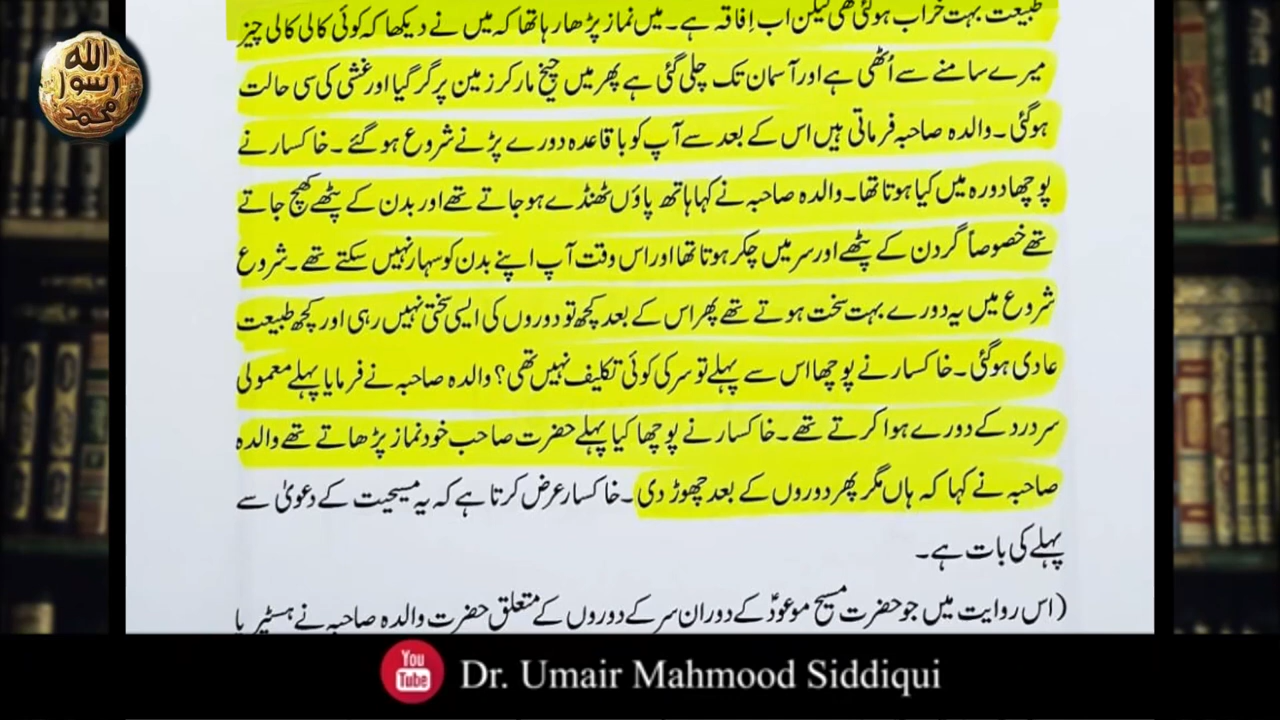 طبیعت بہت خراب ہوگئی تھی لیکن اب اِفاقہ ہے۔ میں نماز پڑھا رہا تھا کہ میں نے دیکھا کہ کوئی کالی کالی چیز
میرے سامنے سے اُٹھی ہے اور آسمان تک چلی گئی ہے پھر میں چیخ مار کر زمین پر گر گیا اور غشی کی سی حالت
ہوگئی۔ والدہ صاحبہ فرماتی ہیں اس کے بعد سے آپ کو باقاعدہ دورے پڑنے شروع ہوگئے۔ خاکسار نے
پوچھا دورہ میں کیا ہوتا تھا۔ والدہ صاحبہ نے کہا ہاتھ پاؤں ٹھنڈے ہو جاتے تھے اور بدن کے پٹھے کھچ جاتے
تھے خصوصاً گردن کے پٹھے اور سر میں چکر ہوتا تھا اور اس وقت آپ اپنے بدن کو سہار نہیں سکتے تھے۔ شروع
شروع میں یہ دورے بہت سخت ہوتے تھے پھر اس کے بعد کچھ تو دوروں کی ایسی سختی نہیں رہی اور کچھ طبیعت
عادی ہوگئی۔ خاکسار نے پوچھا اس سے پہلے تو سر کی کوئی تکلیف نہیں تھی؟ والدہ صاحبہ نے فرمایا پہلے معمولی
سر درد کے دورے ہوا کرتے تھے۔ خاکسار نے پوچھا کیا پہلے حضرت صاحب خود نماز پڑھاتے تھے والدہ
صاحبہ نے کہا کہ ہاں مگر پھر دوروں کے بعد چھوڑ دی۔ خاکسار عرض کرتا ہے کہ یہ مسیحیت کے دعویٰ سے
پہلے کی بات ہے۔
(اس روایت میں جو حضرت مسیح موعودؑ کے دوران سر کے دوروں کے متعلق حضرت والدہ صاحبہ نے ہسٹیریا
الله
رسول
محمد
You Tube Dr. Umair Mahmood Siddiqui